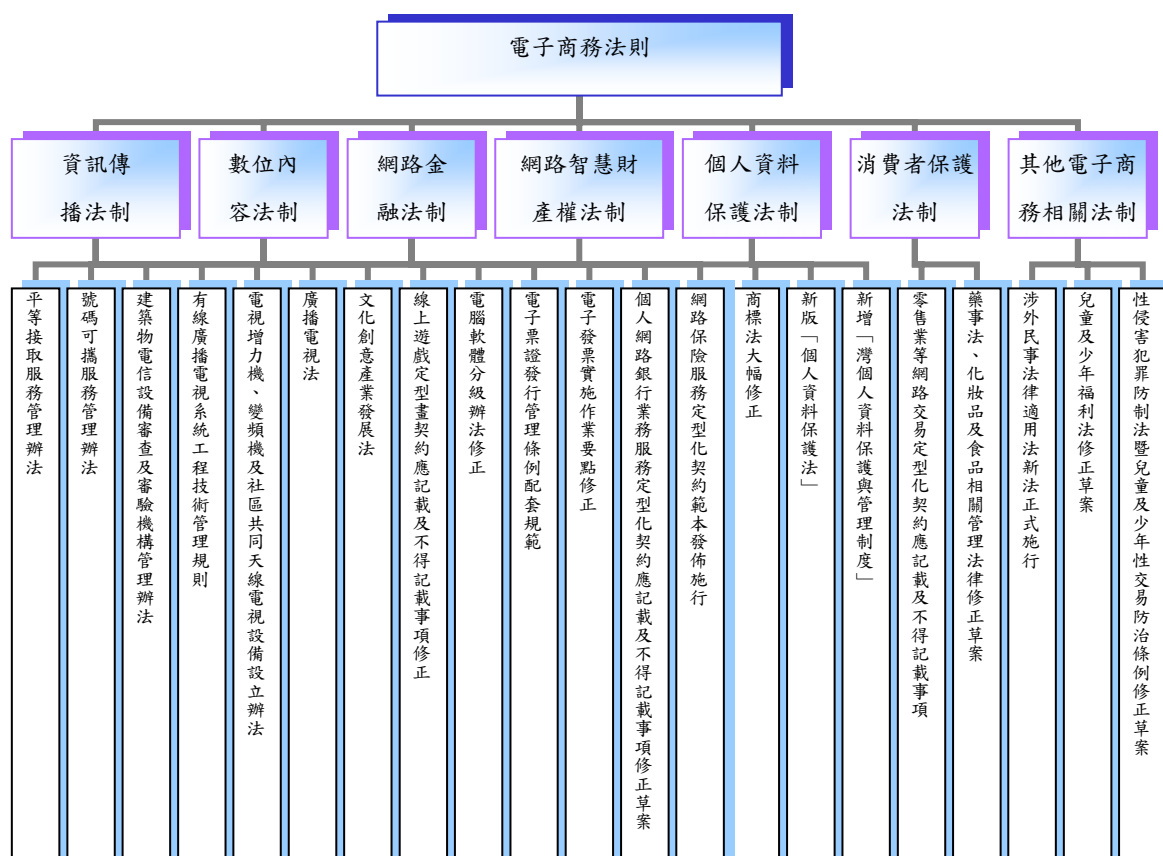 電子商務法則
資訊傳
播法制
數位內
容法制
網路金
融法制
網路智慧財
產權法制
個人資料
保護法制
消費者保護
法制
其他電子商
務相關法制
平等接取服務管理辦法
號碼可攜服務管理辦法
建築物電信設備審查及審驗機構管理辦法
有線廣播電視系統工程技術管理規則
電視增力機、變頻機及社區共同天線電視設備設立辦法
廣播電視法
文化創意產業發展法
線上遊戲定型畫契約應記載及不得記載事項修正
電腦軟體分級辦法修正
電子票證發行管理條例配套規範
電子發票實施作業要點修正
個人網路銀行業務服務定型化契約應記載及不得記載事項修正草案
網路保險服務定型化契約範本發佈施行
商標法大幅修正
新版「個人資料保護法」
新增「灣個人資料保護與管理制度」
零售業等網路交易定型化契約應記載及不得記載事項
藥事法、化妝品及食品相關管理法律修正草案
涉外民事法律適用法新法正式施行
兒童及少年福利法修正草案
性侵害犯罪防制法暨兒童及少年性交易防治條例修正草案